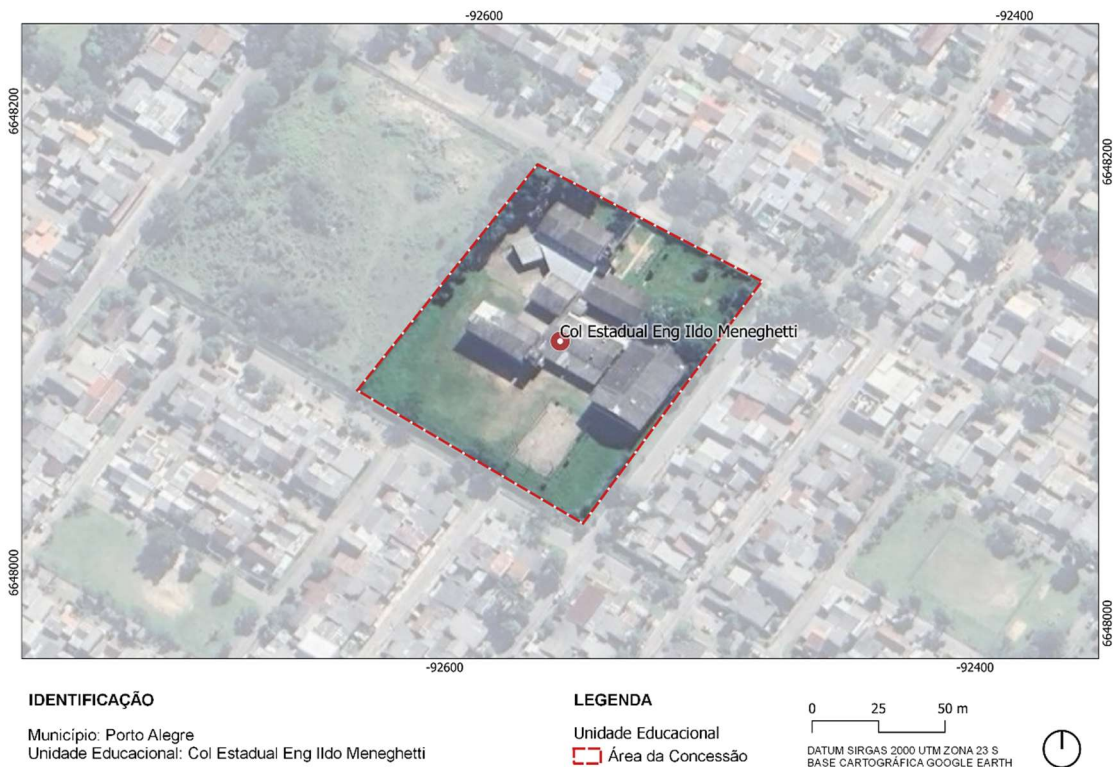 -92600
-92400
6648200
6648200
Col Estadual Eng Ildo Meneghetti
6648000
6648000
-92600
-92400
IDENTIFICAÇÃO
Município: Porto Alegre
Unidade Educacional: Col Estadual Eng Ildo Meneghetti
LEGENDA
Unidade Educacional
Área da Concessão
0 25 50 m
DATUM SIRGAS 2000 UTM ZONA 23 S
BASE CARTOGRÁFICA GOOGLE EARTH